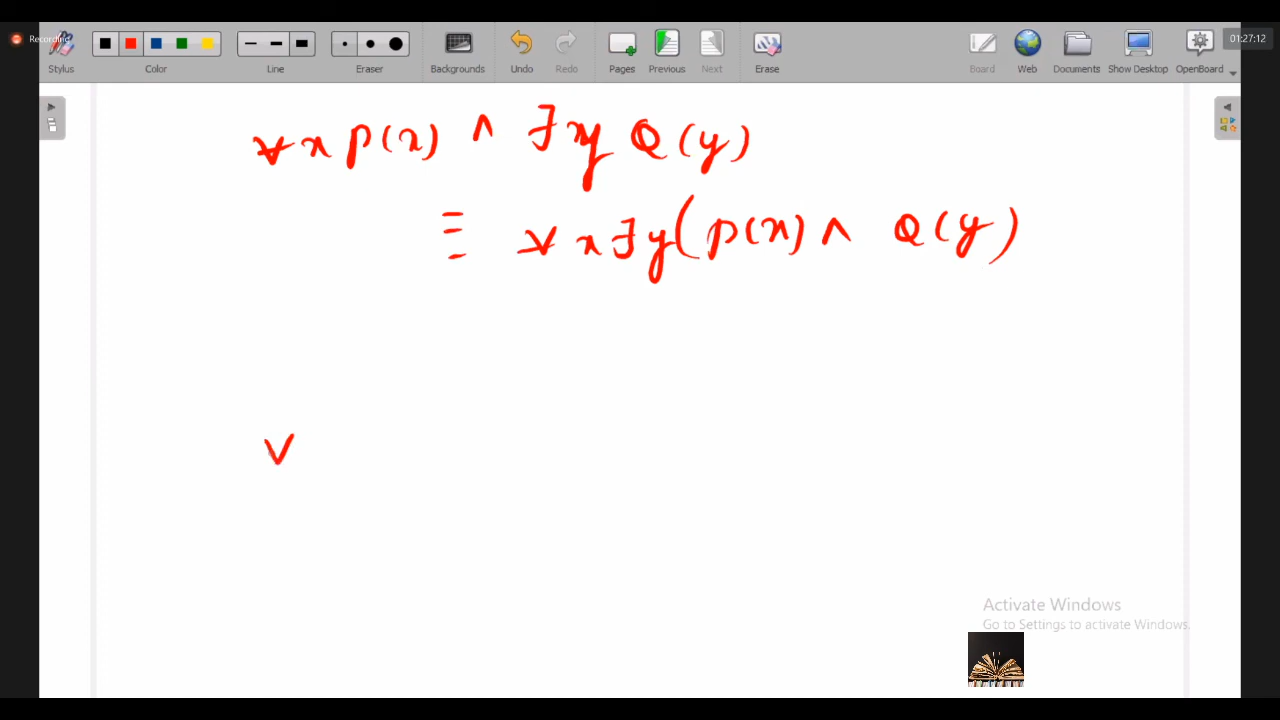 Recording
01:27:12
Stylus Color Line Eraser Backgrounds Undo Redo Pages Previous Next Erase Board Web Documents Show Desktop OpenBoard
∀x P(x) ∧ ∃y Q(y)
≡ ∀x∃y(P(x) ∧ Q(y))
V
Activate Windows
Go to Settings to activate Windows.